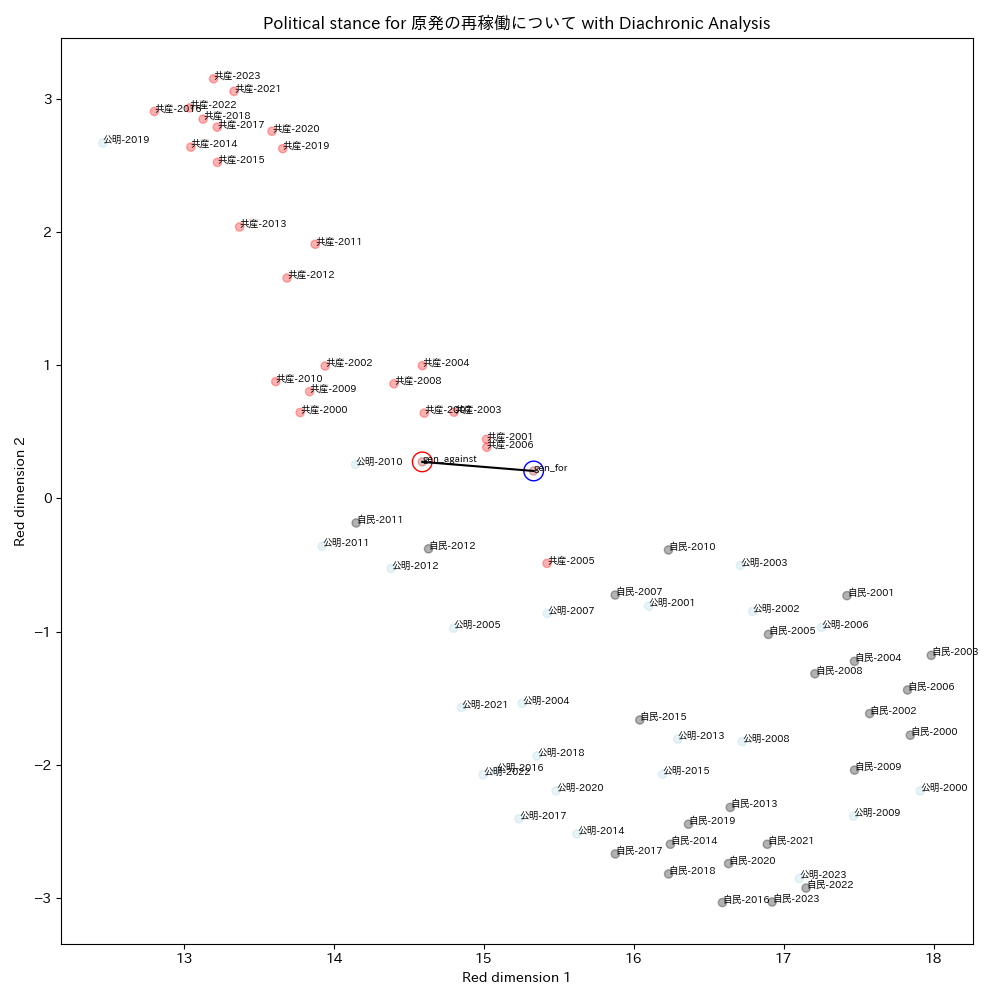 Political stance for 原発の再稼働について with Diachronic Analysis
共産-2023
共産-2021
共産-2022
共産-2016
共産-2018
共産-2017
共産-2020
公明-2019
共産-2014
共産-2019
共産-2015
共産-2013
共産-2011
共産-2012
共産-2002
共産-2004
共産-2010
共産-2008
共産-2009
共産-2000
共産-2003
共産-2001
共産-2006
公明-2010
gen_against
gen_for
自民-2011
公明-2011
自民-2012
公明-2012
共産-2005
自民-2010
公明-2003
自民-2007
公明-2001
自民-2001
公明-2007
公明-2002
公明-2005
自民-2005
公明-2006
自民-2003
自民-2004
自民-2008
自民-2006
公明-2021
公明-2004
自民-2002
自民-2015
自民-2000
公明-2013
公明-2008
公明-2018
公明-2016
公明-2022
公明-2015
自民-2009
公明-2020
公明-2000
自民-2013
公明-2017
自民-2019
公明-2009
公明-2014
自民-2014
自民-2021
自民-2017
自民-2020
自民-2018
公明-2023
自民-2022
自民-2016
自民-2023
3
2
1
0
−1
−2
−3
Red dimension 2
13
14
15
16
17
18
Red dimension 1